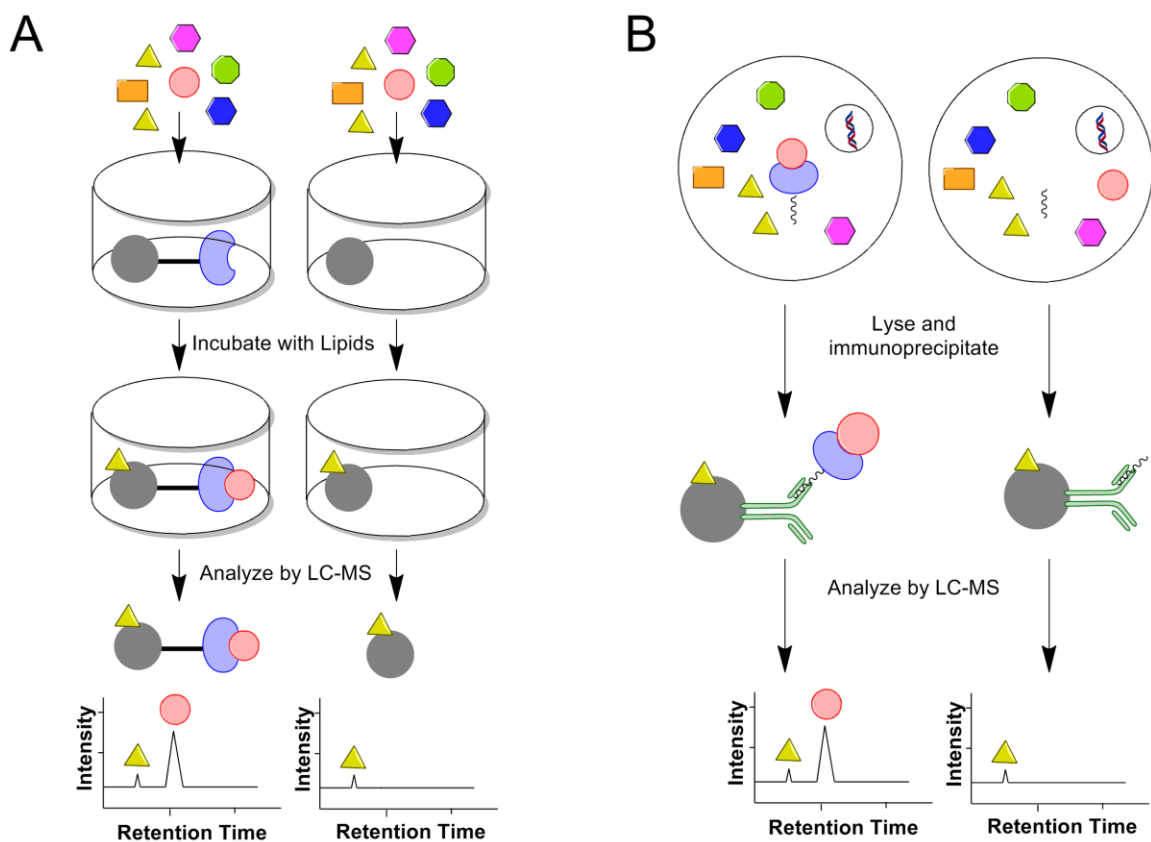 A
Incubate with Lipids
Analyze by LC-MS
Intensity
Retention Time
Intensity
Retention Time
B
Lyse and
immunoprecipitate
Analyze by LC-MS
Intensity
Retention Time
Intensity
Retention Time